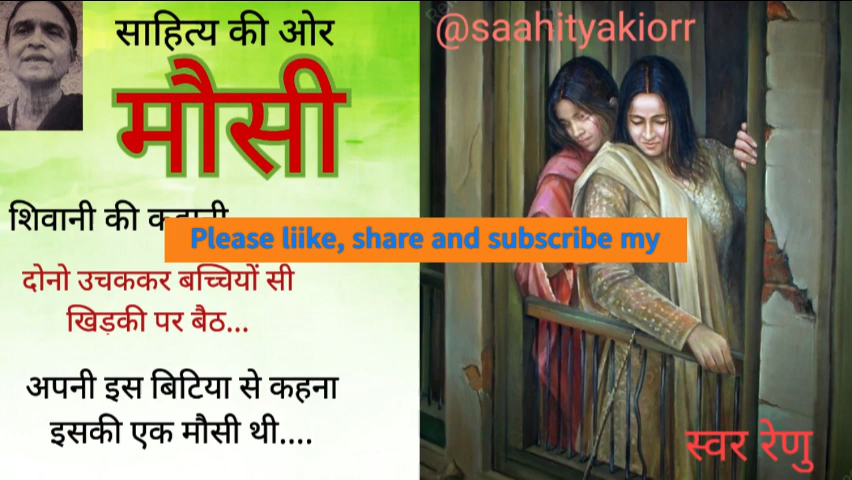 साहित्य की ओर
@saahityakiorr
मौसी
शिवानी की
Please liike, share and subscribe my
दोनो उचककर बच्चियों सी
खिड़की पर बैठ...
अपनी इस बिटिया से कहना
इसकी एक मौसी थी....
स्वर रेणु